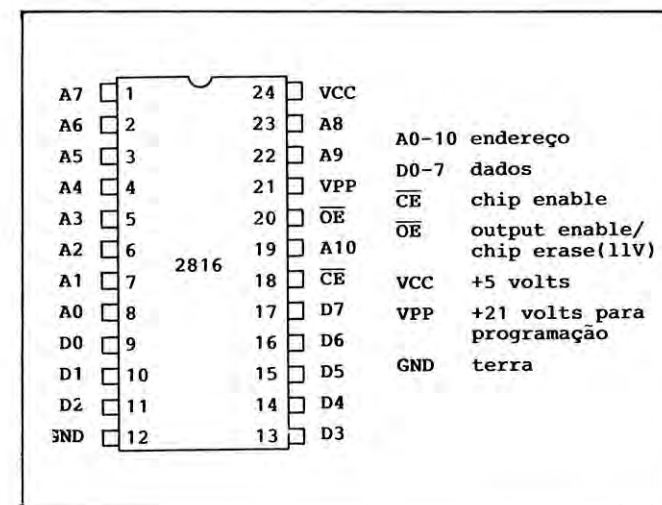 A7 1 24 VCC
A6 2 23 A8
A5 3 22 A9
A4 4 21 VPP
A3 5 20 OE
A2 6 19 A10
2816
A1 7 18 CE
A0 8 17 D7
D0 9 16 D6
D1 10 15 D5
D2 11 14 D4
GND 12 13 D3
A0-10 endereço
D0-7 dados
CE chip enable
OE output enable/
chip erase(11V)
VCC +5 volts
VPP +21 volts para
programação
GND terra